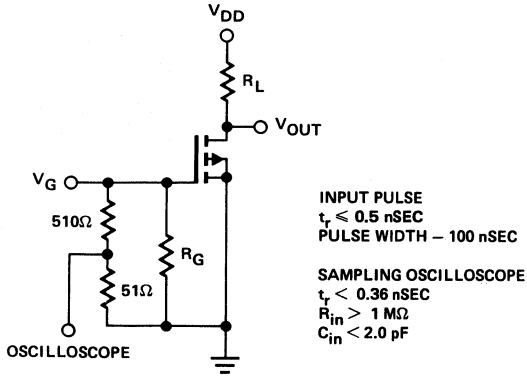 VDD
RL
VOUT
VG
510Ω
RG
51Ω
OSCILLOSCOPE
INPUT PULSE
tr ≤ 0.5 nSEC
PULSE WIDTH – 100 nSEC
SAMPLING OSCILLOSCOPE
tr < 0.36 nSEC
Rin > 1 MΩ
Cin < 2.0 pF